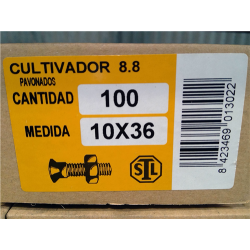 CULTIVADOR 8.8
PAVONADOS
CANTIDAD 100
MEDIDA 10X36
STL
8 423469 013022